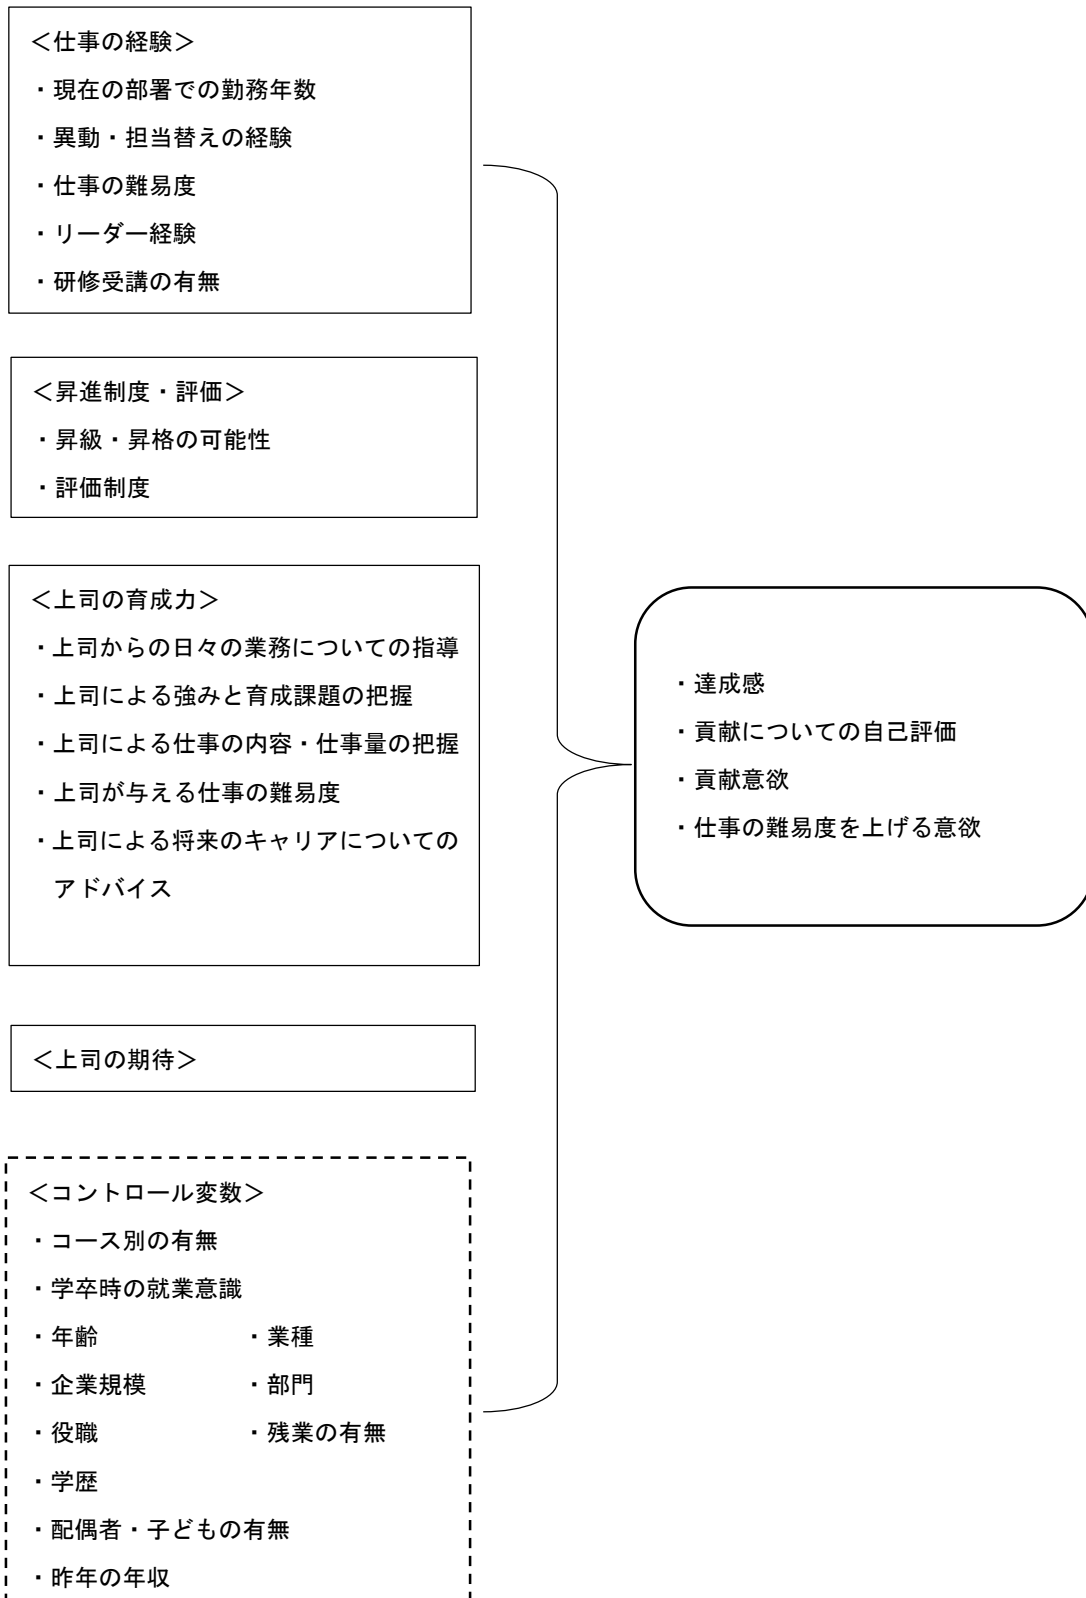 ＜仕事の経験＞
・現在の部署での勤務年数
・異動・担当替えの経験
・仕事の難易度
・リーダー経験
・研修受講の有無
＜昇進制度・評価＞
・昇級・昇格の可能性
・評価制度
＜上司の育成力＞
・上司からの日々の業務についての指導
・上司による強みと育成課題の把握
・上司による仕事の内容・仕事量の把握
・上司が与える仕事の難易度
・上司による将来のキャリアについての
アドバイス
＜上司の期待＞
＜コントロール変数＞
・コース別の有無
・学卒時の就業意識
・年齢 ・業種
・企業規模 ・部門
・役職 ・残業の有無
・学歴
・配偶者・子どもの有無
・昨年の年収
・達成感
・貢献についての自己評価
・貢献意欲
・仕事の難易度を上げる意欲